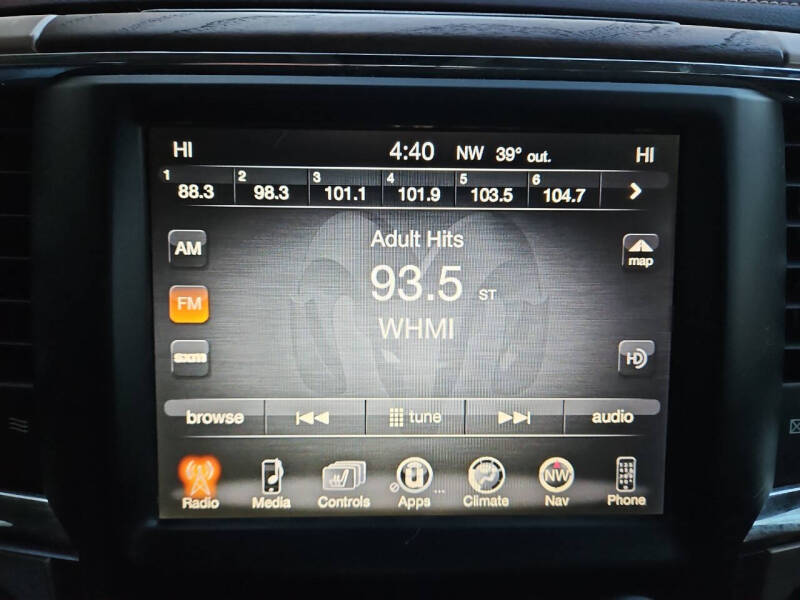 HI 4:40 NW 39° out. HI
1 88.3 2 98.3 3 101.1 4 101.9 5 103.5 6 104.7
Adult Hits
AM
map
93.5 ST
FM
WHMI
sxm
HD
browse tune audio
NW
Radio Media Controls Apps Climate Nav Phone